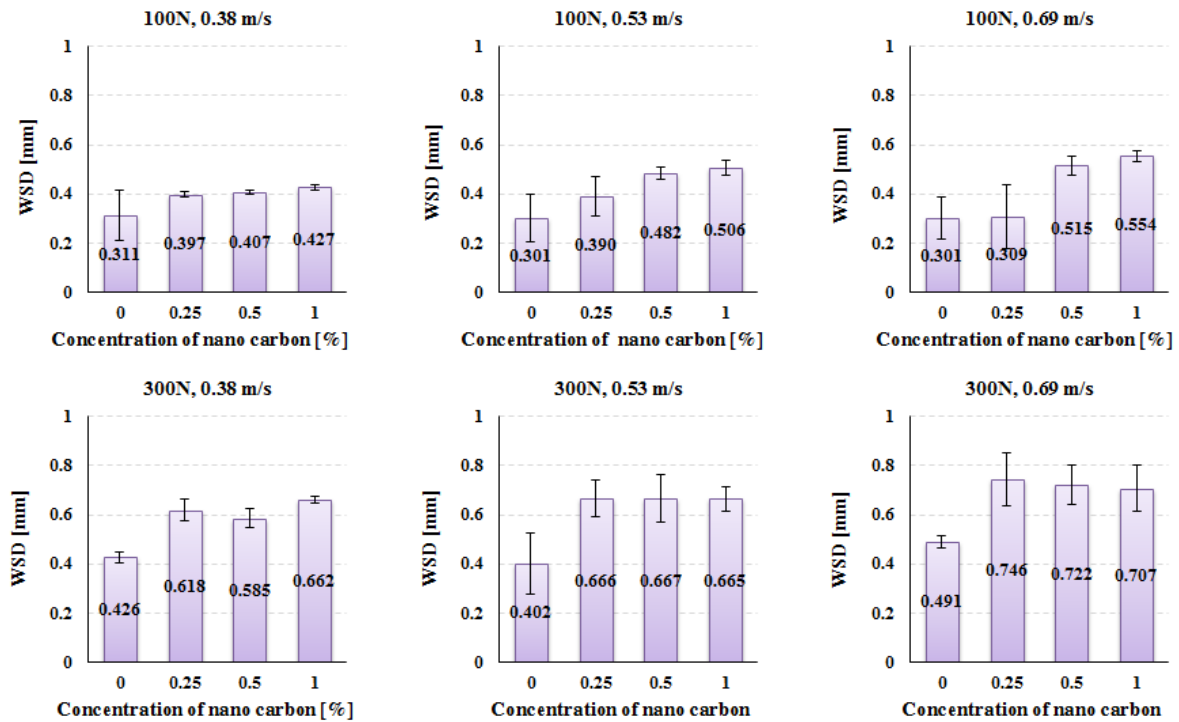 100N, 0.38 m/s
WSD [mm]
1
0.8
0.6
0.4
0.2
0
0.311
0.397
0.407
0.427
0 0.25 0.5 1
Concentration of nano carbon [%]
100N, 0.53 m/s
WSD [mm]
1
0.8
0.6
0.4
0.2
0
0.301
0.390
0.482
0.506
0 0.25 0.5 1
Concentration of nano carbon [%]
100N, 0.69 m/s
WSD [mm]
1
0.8
0.6
0.4
0.2
0
0.301
0.309
0.515
0.554
0 0.25 0.5 1
Concentration of nano carbon [%]
300N, 0.38 m/s
WSD [mm]
1
0.8
0.6
0.4
0.2
0
0.426
0.618
0.585
0.662
0 0.25 0.5 1
Concentration of nano carbon [%]
300N, 0.53 m/s
WSD [mm]
1
0.8
0.6
0.4
0.2
0
0.402
0.666
0.667
0.665
0 0.25 0.5 1
Concentration of nano carbon
300N, 0.69 m/s
WSD [mm]
1
0.8
0.6
0.4
0.2
0
0.491
0.746
0.722
0.707
0 0.25 0.5 1
Concentration of nano carbon